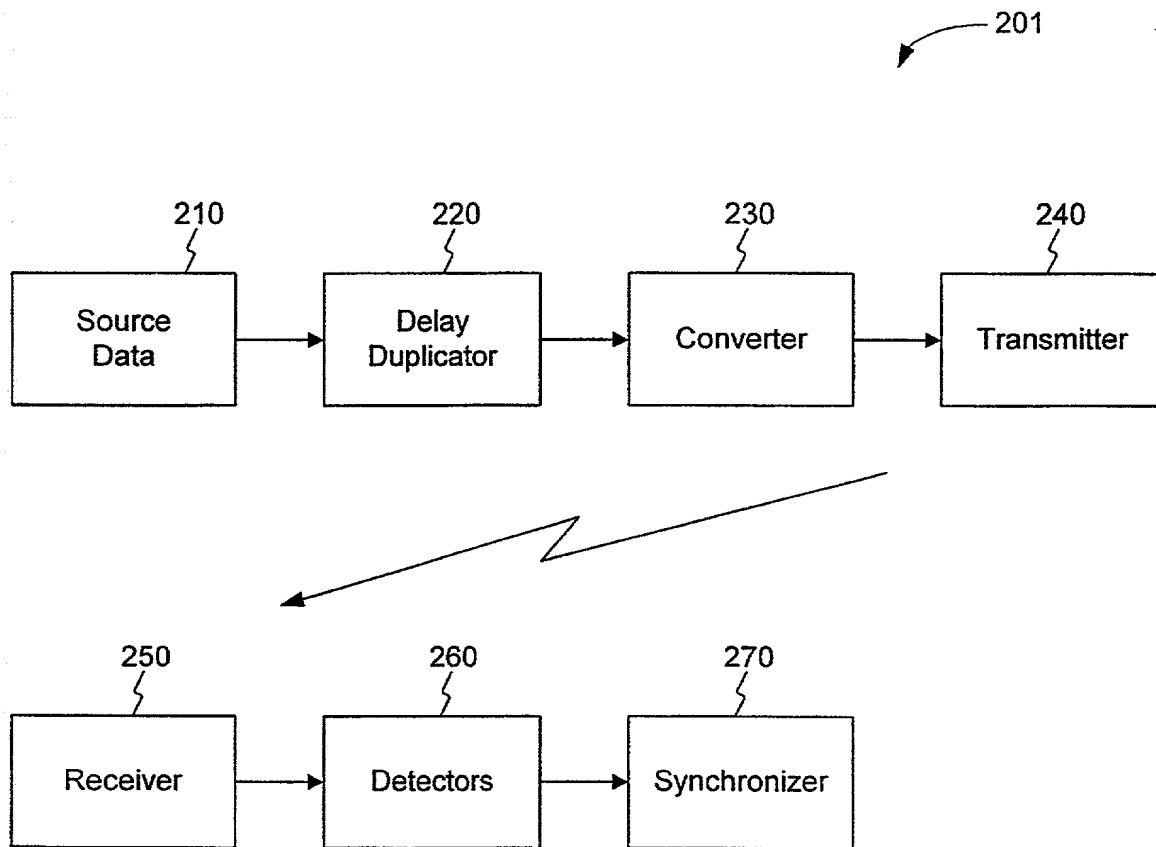 201
210
220
230
240
Source
Data
Delay
Duplicator
Converter
Transmitter
250
260
270
Receiver
Detectors
Synchronizer